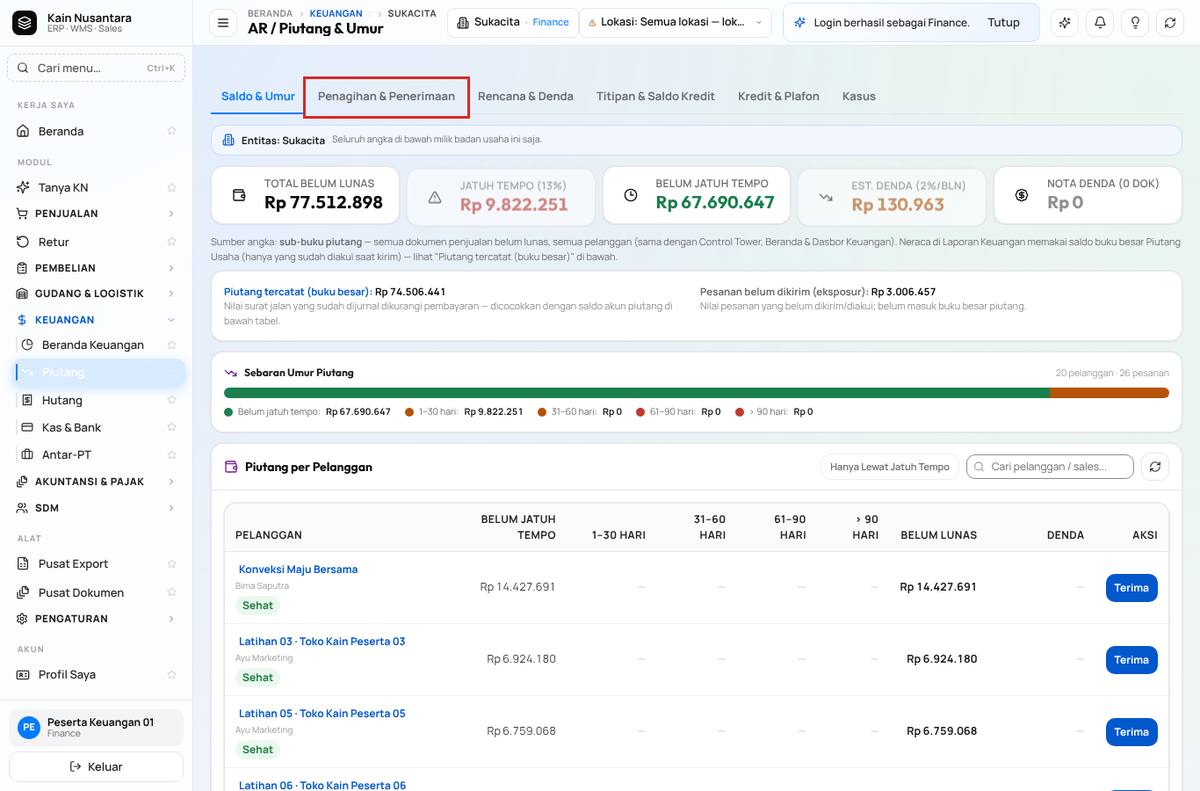 Kain Nusantara
ERP · WMS · Sales
Cari menu... Ctrl+K
KERJA SAYA
Beranda
MODUL
Tanya KN
PENJUALAN
Retur
PEMBELIAN
GUDANG & LOGISTIK
KEUANGAN
Beranda Keuangan
Piutang
Hutang
Kas & Bank
Antar-PT
AKUNTANSI & PAJAK
SDM
ALAT
Pusat Export
Pusat Dokumen
PENGATURAN
AKUN
Profil Saya
PE
Peserta Keuangan 01
Finance
Keluar
BERANDA › KEUANGAN › SUKACITA
AR / Piutang & Umur
Sukacita · Finance
Lokasi: Semua lokasi — lok...
Login berhasil sebagai Finance. Tutup
Saldo & Umur Penagihan & Penerimaan Rencana & Denda Titipan & Saldo Kredit Kredit & Plafon Kasus
Entitas: Sukacita Seluruh angka di bawah milik badan usaha ini saja.
TOTAL BELUM LUNAS
Rp 77.512.898
JATUH TEMPO (13%)
Rp 9.822.251
BELUM JATUH TEMPO
Rp 67.690.647
EST. DENDA (2%/BLN)
Rp 130.963
NOTA DENDA (0 DOK)
Rp 0
Sumber angka: sub-buku piutang — semua dokumen penjualan belum lunas, semua pelanggan (sama dengan Control Tower, Beranda & Dasbor Keuangan). Neraca di Laporan Keuangan memakai saldo buku besar Piutang
Usaha (hanya yang sudah diakui saat kirim) — lihat "Piutang tercatat (buku besar)" di bawah.
Piutang tercatat (buku besar): Rp 74.506.441
Nilai surat jalan yang sudah dijurnal dikurangi pembayaran — dicocokkan dengan saldo akun piutang di
bawah tabel.
Pesanan belum dikirim (eksposur): Rp 3.006.457
Nilai pesanan yang belum dikirim/diakui; belum masuk buku besar piutang.
Sebaran Umur Piutang 20 pelanggan · 26 pesanan
Belum jatuh tempo: Rp 67.690.647 1–30 hari: Rp 9.822.251 31–60 hari: Rp 0 61–90 hari: Rp 0 > 90 hari: Rp 0
Piutang per Pelanggan Hanya Lewat Jatuh Tempo Cari pelanggan / sales...
PELANGGAN BELUM JATUH TEMPO 1–30 HARI 31–60 HARI 61–90 HARI > 90 HARI BELUM LUNAS DENDA AKSI
Konveksi Maju Bersama
Bima Saputra
Sehat
Rp 14.427.691 — — — — Rp 14.427.691 — Terima
Latihan 03 · Toko Kain Peserta 03
Ayu Marketing
Sehat
Rp 6.924.180 — — — — Rp 6.924.180 — Terima
Latihan 05 · Toko Kain Peserta 05
Ayu Marketing
Sehat
Rp 6.759.068 — — — — Rp 6.759.068 — Terima
Latihan 06 · Toko Kain Peserta 06